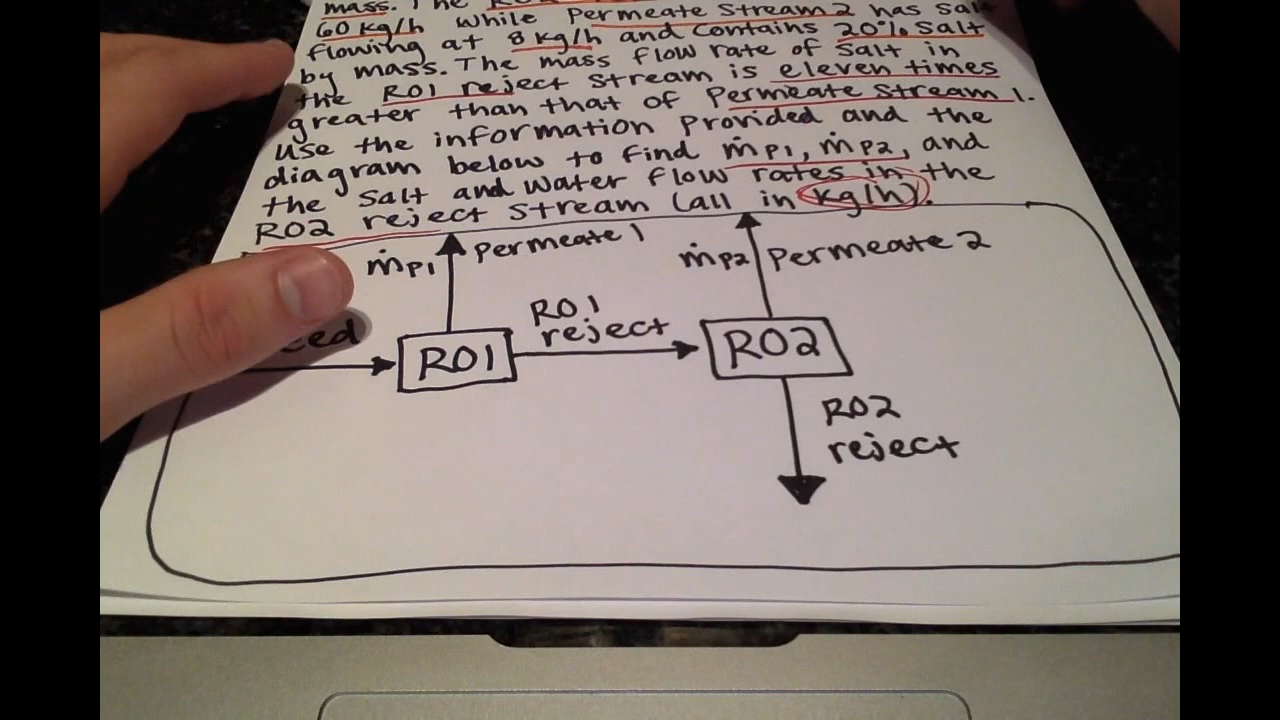 mass. The RO1
60 kg/h while Permeate Stream 2 has salt
flowing at 8 kg/h and contains 20% Salt
by mass. The mass flow rate of salt in
the RO1 reject stream is eleven times
greater than that of Permeate Stream 1.
Use the information provided and the
diagram below to find ṁp1, ṁp2, and
the salt and water flow rates in the
RO2 reject stream (all in kg/h).
ṁp1 Permeate 1
ṁp2 Permeate 2
RO1
reject
RO1
RO2
RO2
reject